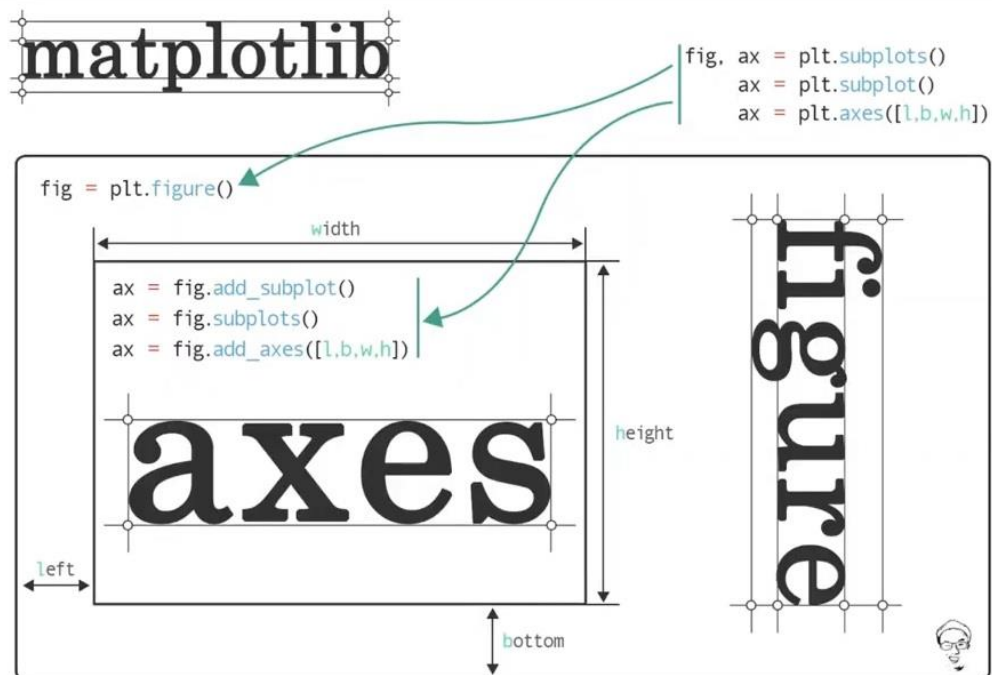 matplotlib
fig, ax = plt.subplots()
ax = plt.subplot()
ax = plt.axes([l,b,w,h])
fig = plt.figure()
width
ax = fig.add_subplot()
ax = fig.subplots()
ax = fig.add_axes([l,b,w,h])
axes
height
left
bottom
figure